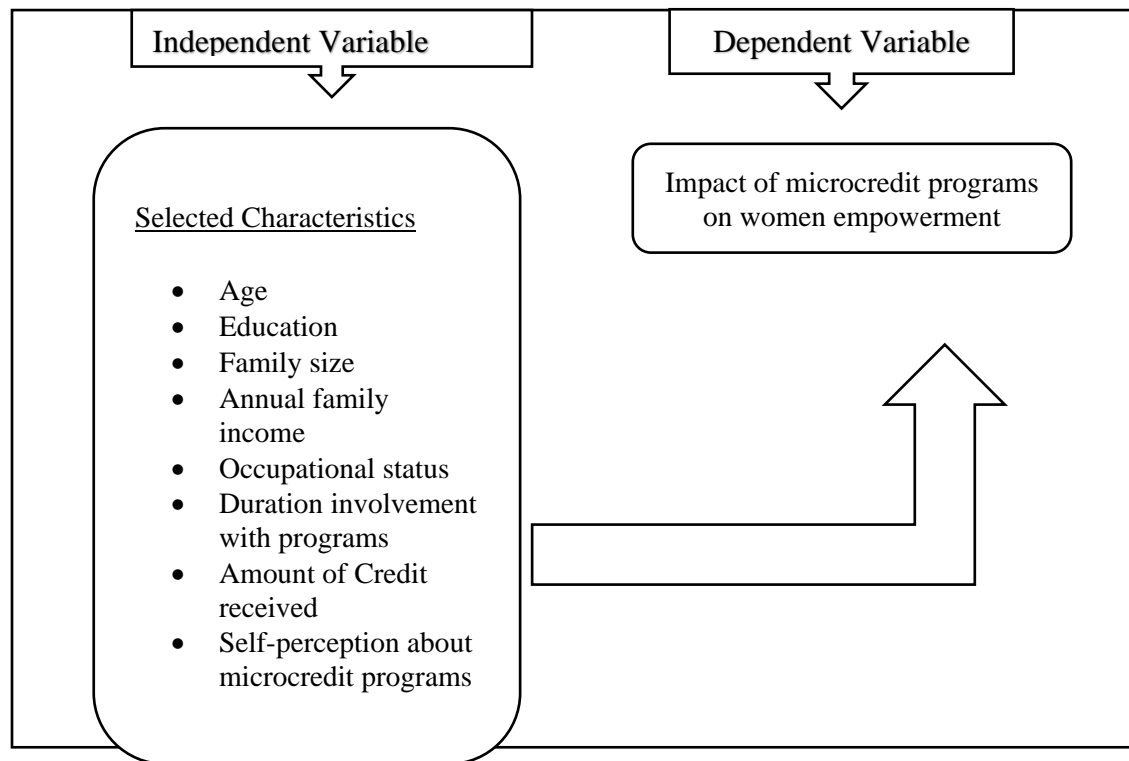 Independent Variable
Dependent Variable
Selected Characteristics
• Age
• Education
• Family size
• Annual family
income
• Occupational status
• Duration involvement
with programs
• Amount of Credit
received
• Self-perception about
microcredit programs
Impact of microcredit programs
on women empowerment